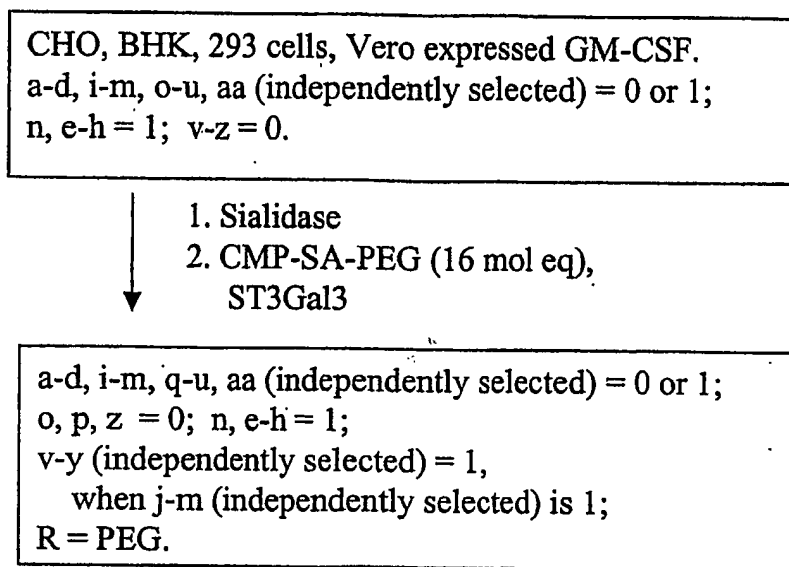 CHO, BHK, 293 cells, Vero expressed GM-CSF.
a-d, i-m, o-u, aa (independently selected) = 0 or 1;
n, e-h = 1; v-z = 0.
1. Sialidase
2. CMP-SA-PEG (16 mol eq),
ST3Gal3
a-d, i-m, q-u, aa (independently selected) = 0 or 1;
o, p, z = 0; n, e-h = 1;
v-y (independently selected) = 1,
when j-m (independently selected) is 1;
R = PEG.